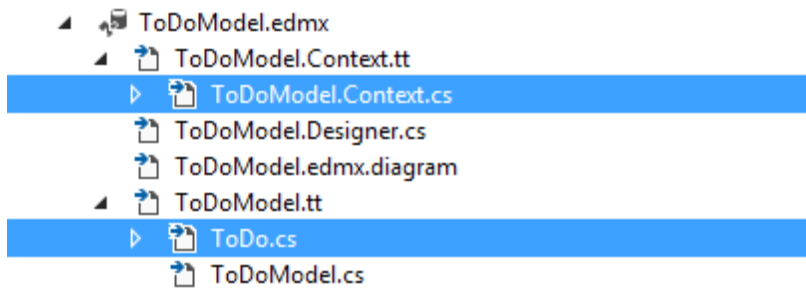 ToDoModel.edmx
ToDoModel.Context.tt
ToDoModel.Context.cs
ToDoModel.Designer.cs
ToDoModel.edmx.diagram
ToDoModel.tt
ToDo.cs
ToDoModel.cs